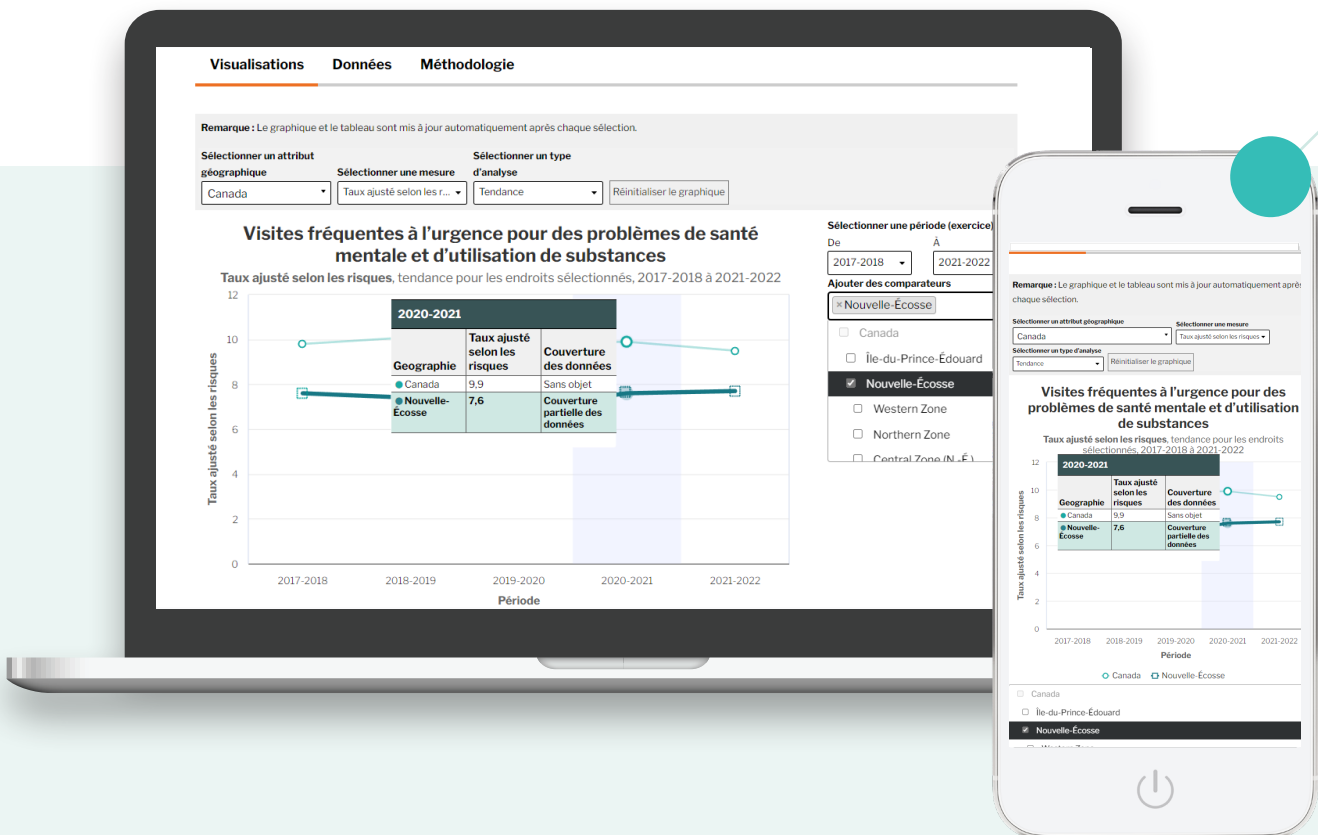 Visualisations Données Méthodologie
Remarque : Le graphique et le tableau sont mis à jour automatiquement après chaque sélection.
Sélectionner un attribut
géographique
Sélectionner une mesure
Sélectionner un type
d'analyse
Canada
Taux ajusté selon les r...
Tendance
Réinitialiser le graphique
Visites fréquentes à l'urgence pour des problèmes de santé
mentale et d'utilisation de substances
Taux ajusté selon les risques, tendance pour les endroits sélectionnés, 2017-2018 à 2021-2022
Taux ajusté selon les risques
12
10
8
6
4
2
0
2020-2021
Geographie
Taux ajusté
selon les
risques
Couverture
des données
Canada 9.9 Sans objet
Nouvelle-
Écosse
7,6
Couverture
partielle des
données
2017-2018 2018-2019 2019-2020 2020-2021 2021-2022
Période
Sélectionner une période (exercice)
De À
2017-2018 2021-2022
Ajouter des comparateurs
× Nouvelle-Écosse
Canada
Île-du-Prince-Édouard
Nouvelle-Écosse
Western Zone
Northern Zone
Central Zone (N.-É.)
Remarque : Le graphique et le tableau sont mis à jour automatiquement après
chaque sélection.
Sélectionner un attribut géographique
Sélectionner une mesure
Canada
Taux ajusté selon les risques
Sélectionner un type d'analyse
Tendance
Réinitialiser le graphique
Visites fréquentes à l'urgence pour des
problèmes de santé mentale et d'utilisation
de substances
Taux ajusté selon les risques, tendance pour les endroits
sélectionnés, 2017-2018 à 2021-2022
Taux ajusté selon les risques
12
10
8
6
4
2
0
2020-2021
Geographie
Taux ajusté
selon les
risques
Couverture
des données
Canada 9,9 Sans objet
Nouvelle-
Écosse
7,6
Couverture
partielle des
données
2017-2018 2018-2019 2019-2020 2020-2021 2021-2022
Période
Canada Nouvelle-Écosse
Canada
Île-du-Prince-Édouard
Nouvelle-Écosse